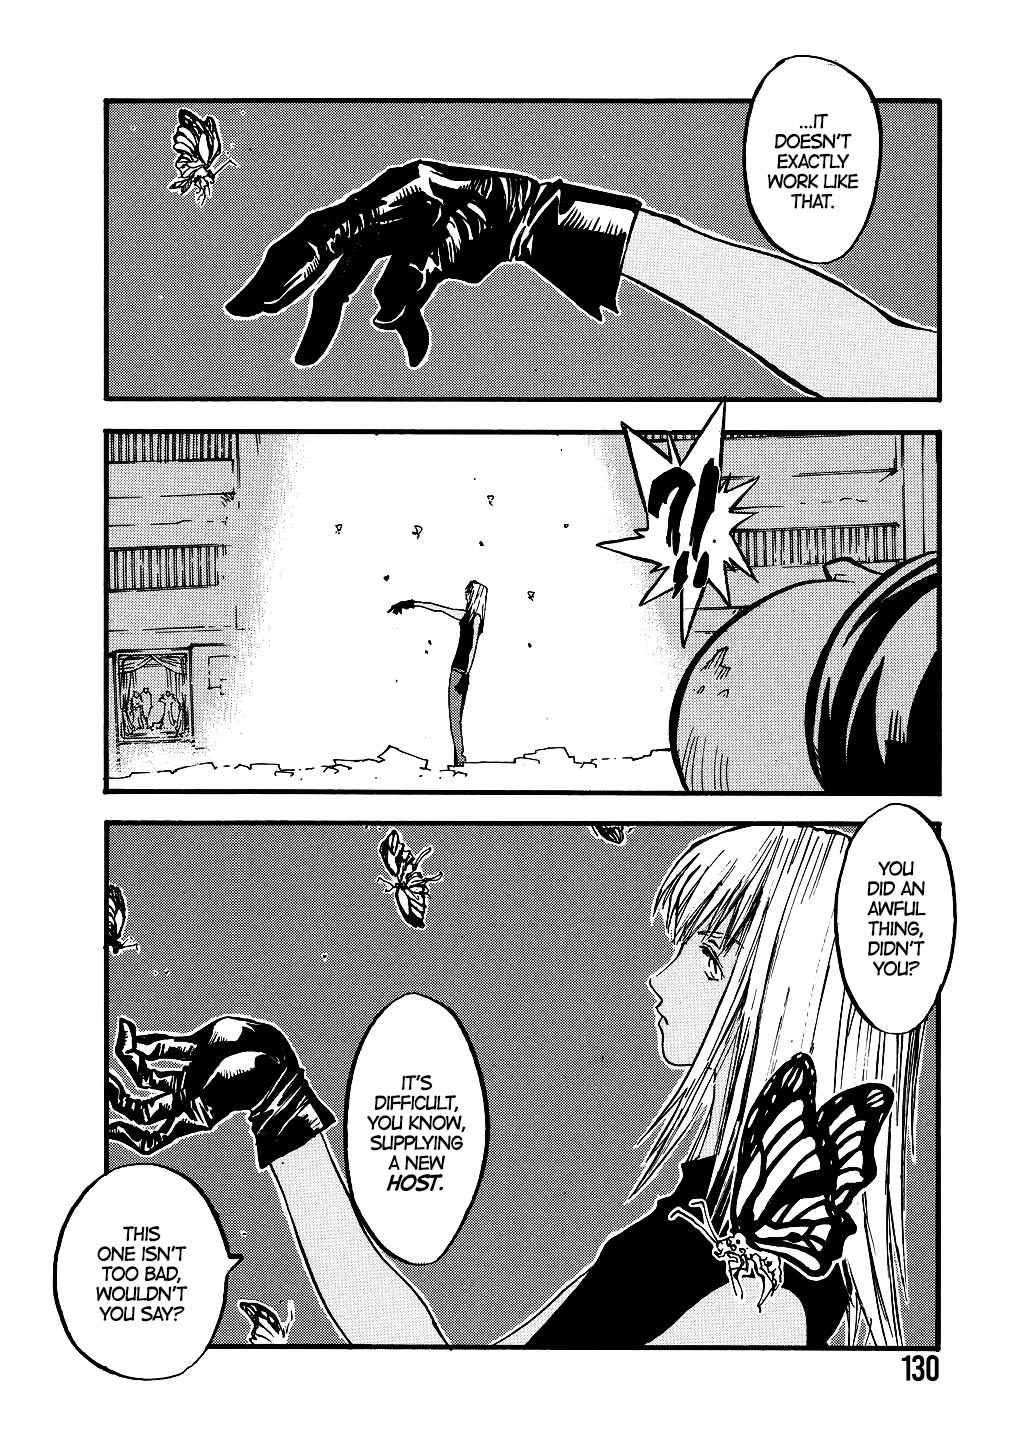 ...IT
DOESN'T
EXACTLY
WORK LIKE
THAT.
YOU
DID AN
AWFUL
THING,
DIDN'T
YOU?
IT'S
DIFFICULT,
YOU KNOW,
SUPPLYING
A NEW
HOST.
THIS
ONE ISN'T
TOO BAD,
WOULDN'T
YOU SAY?
130